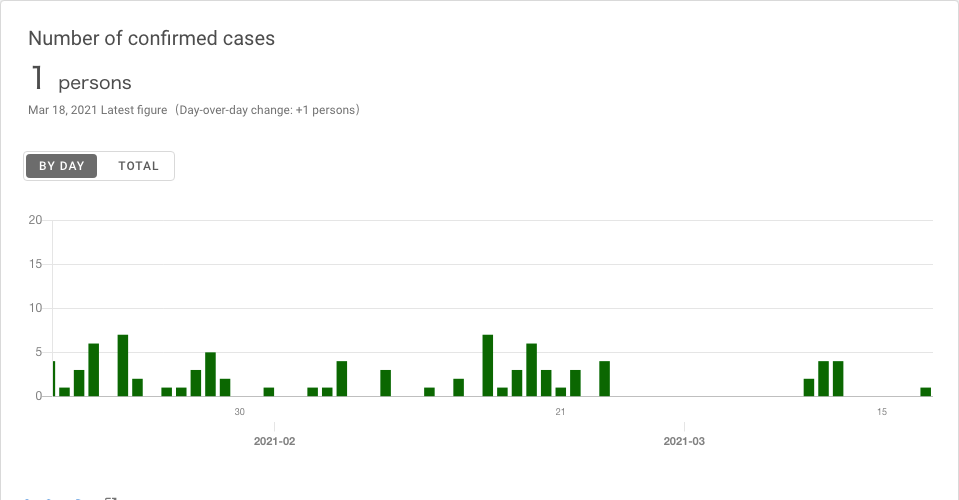 Number of confirmed cases
1 persons
Mar 18, 2021 Latest figure (Day-over-day change: +1 persons)
BY DAY TOTAL
20
15
10
5
0
30 21 15
2021-02 2021-03